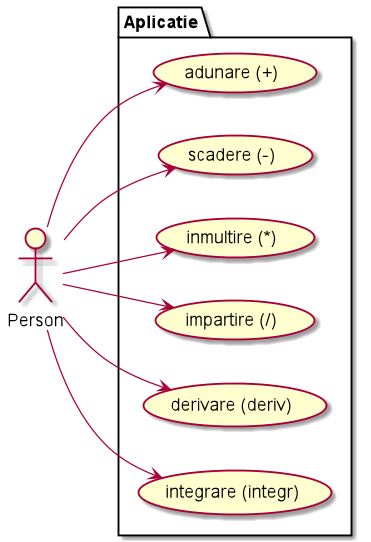 Aplicatie
adunare (+)
scadere (-)
inmultire (*)
impartire (/)
Person
derivare (deriv)
integrare (integr)